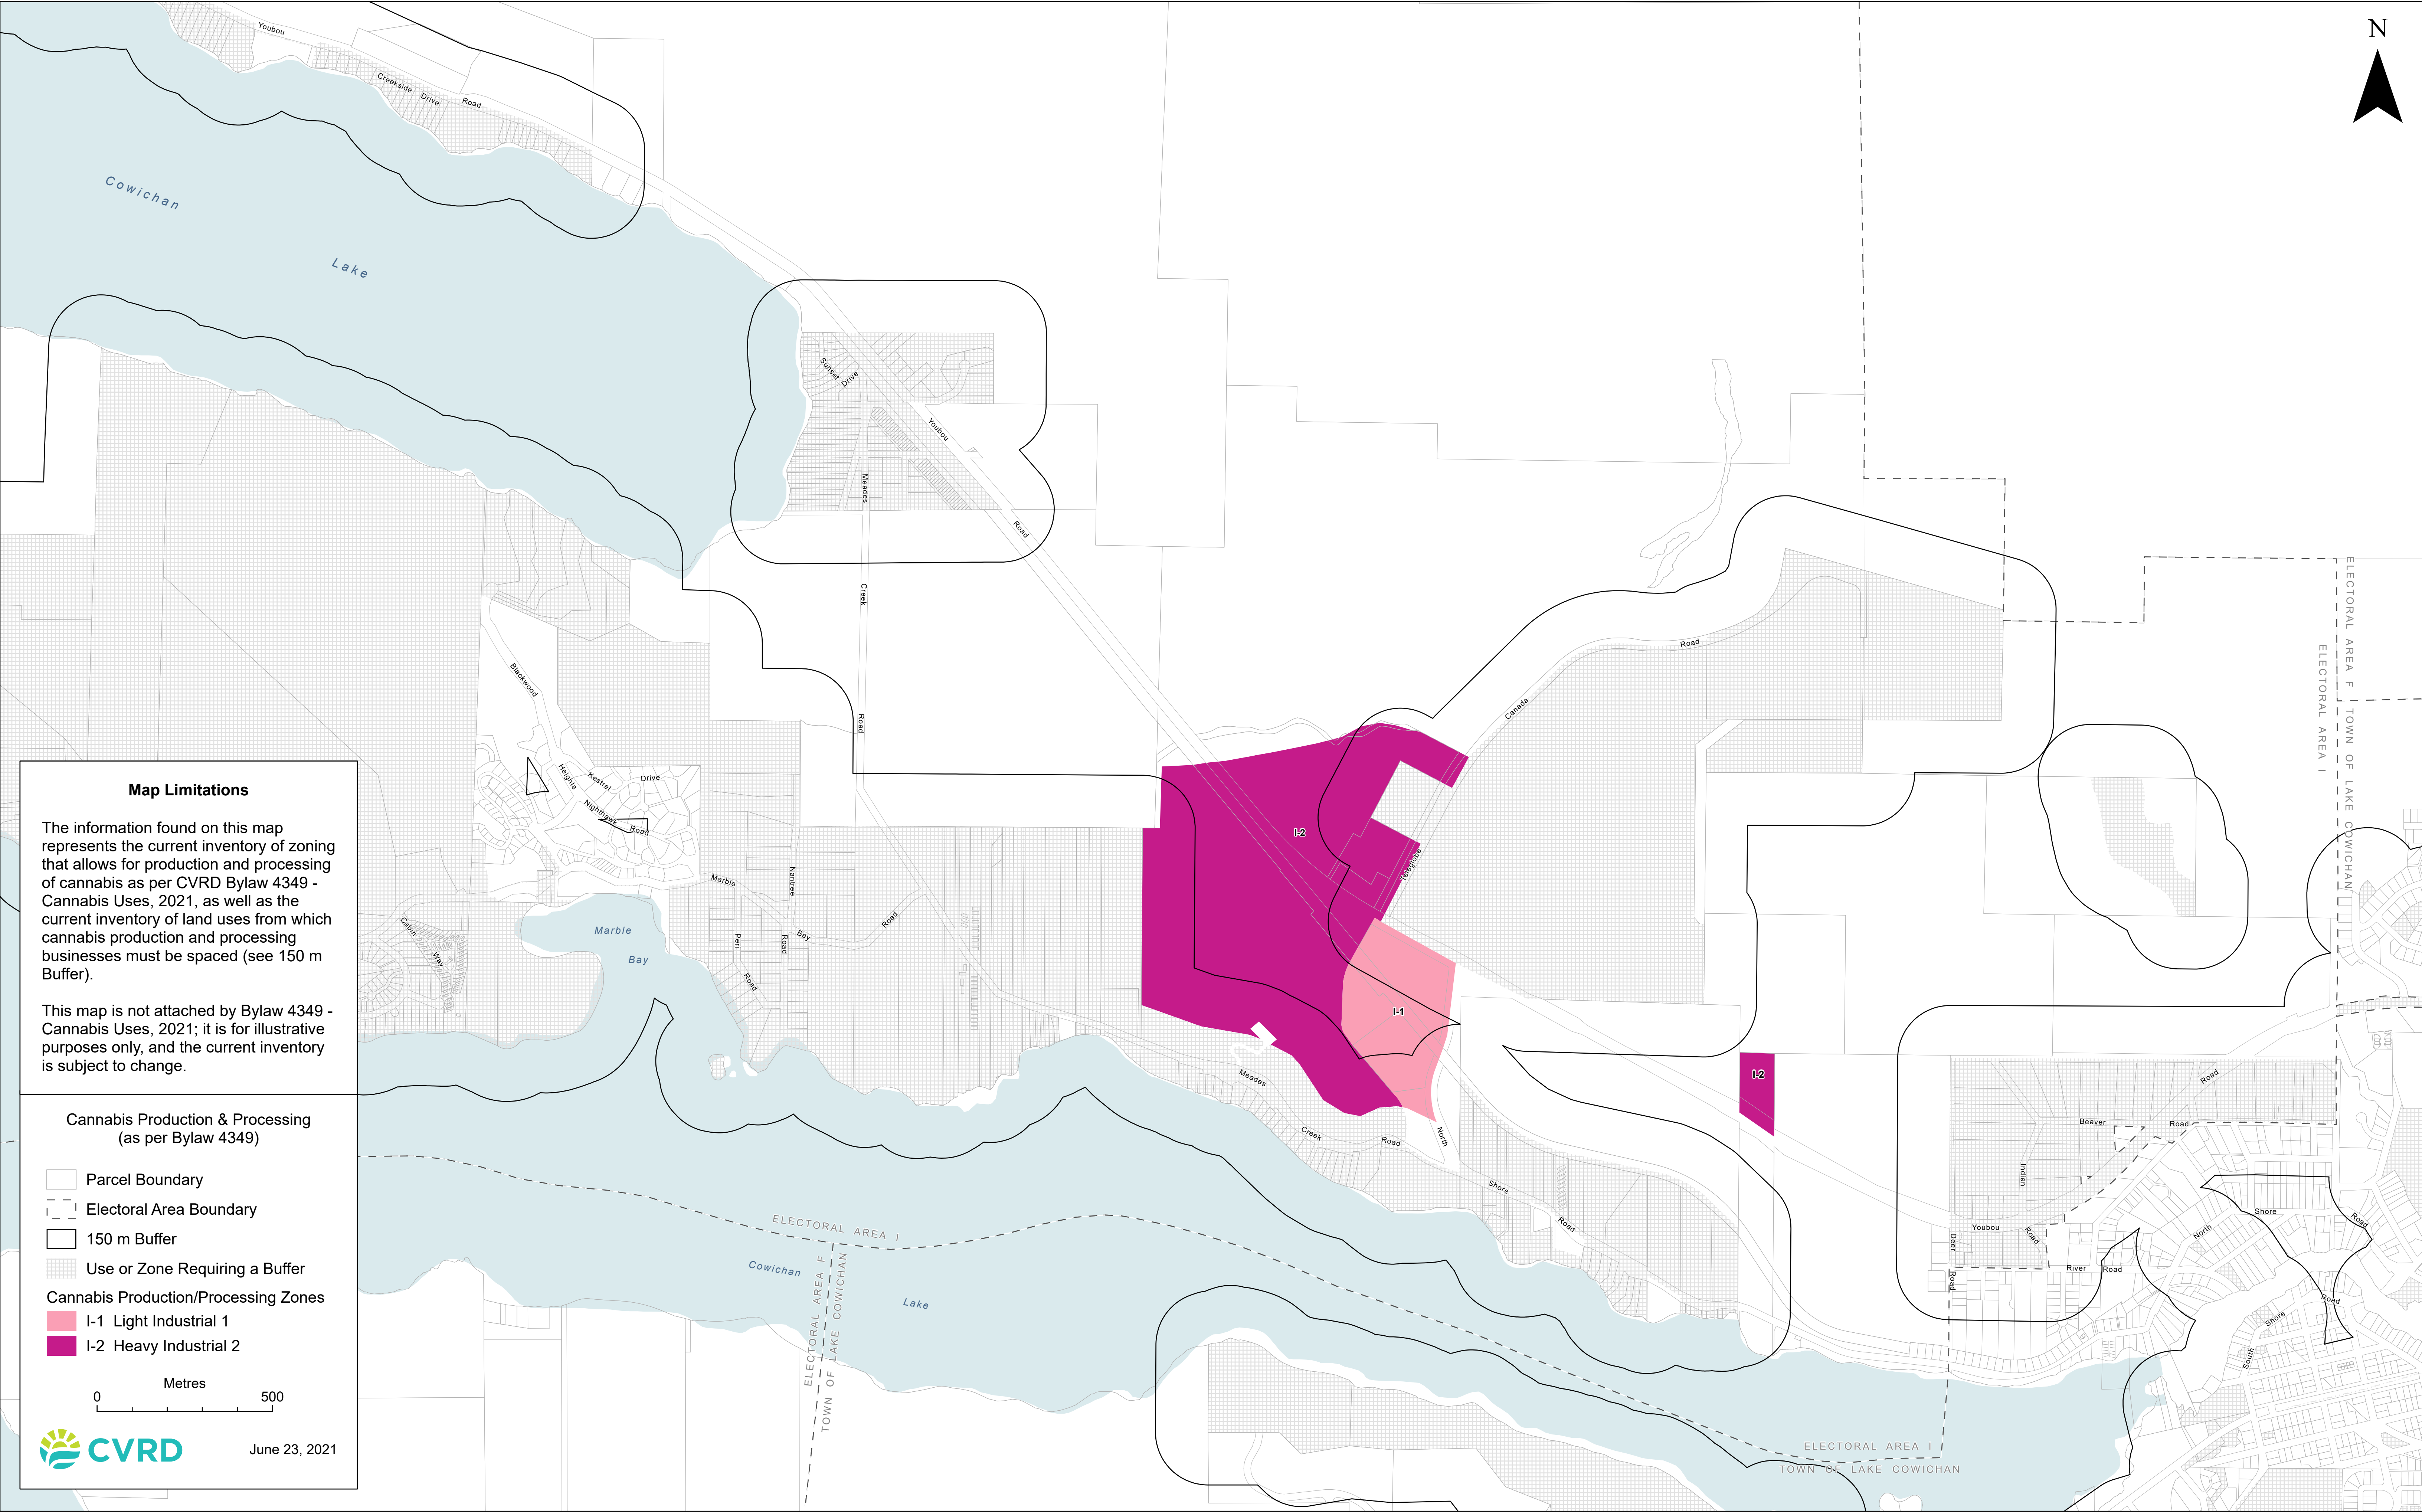 N
Youbou
Creekside
Drive
Road
Cowichan
Lake
Sunset
Drive
Youbou
Meades
Road
Creek
Road
Blackwood
Heights
Kestrel
Drive
Nighthawk
Road
Marble
Nantree
Bay
Road
Peri
Road
Road
Cabin
Way
Marble
Bay
Road
Canada
Teleglobe
I-2
I-1
I-2
Meades
Creek
Road
North
Shore
Road
ELECTORAL AREA F
TOWN OF LAKE COWICHAN
ELECTORAL AREA I
Road
Beaver
Road
Indian
Youbou
Road
Deer
Road
River
Road
North
Shore
Road
Road
Shore
South
ELECTORAL AREA I
ELECTORAL AREA F
TOWN OF LAKE COWICHAN
Cowichan
Lake
ELECTORAL AREA I
TOWN OF LAKE COWICHAN
Map Limitations
The information found on this map
represents the current inventory of zoning
that allows for production and processing
of cannabis as per CVRD Bylaw 4349 -
Cannabis Uses, 2021, as well as the
current inventory of land uses from which
cannabis production and processing
businesses must be spaced (see 150 m
Buffer).
This map is not attached by Bylaw 4349 -
Cannabis Uses, 2021; it is for illustrative
purposes only, and the current inventory
is subject to change.
Cannabis Production & Processing
(as per Bylaw 4349)
Parcel Boundary
Electoral Area Boundary
150 m Buffer
Use or Zone Requiring a Buffer
Cannabis Production/Processing Zones
I-1 Light Industrial 1
I-2 Heavy Industrial 2
Metres
0 500
CVRD
June 23, 2021